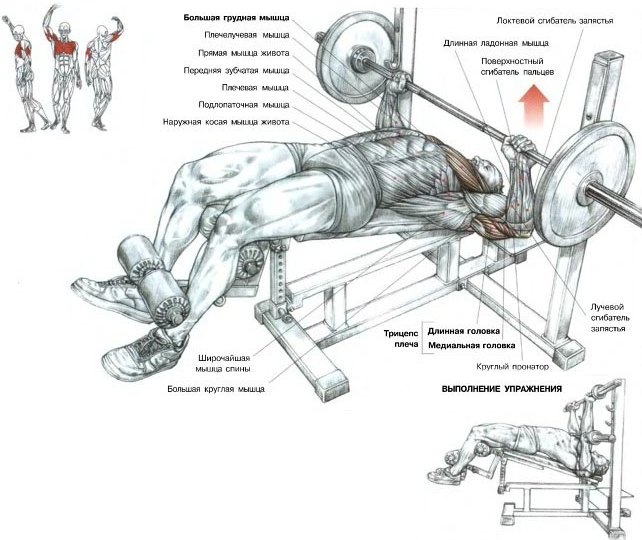 Большая грудная мышца
Плечелучевая мышца
Прямая мышца живота
Передняя зубчатая мышца
Плечевая мышца
Подлопаточная мышца
Наружная косая мышца живота
Локтевой сгибатель запястья
Длинная ладонная мышца
Поверхностный
сгибатель пальцев
Лучевой
сгибатель
запястья
Трицепс
плеча
Длинная головка
Медиальная головка
Круглый пронатор
Широчайшая
мышца спины
Большая круглая мышца
ВЫПОЛНЕНИЕ УПРАЖНЕНИЯ